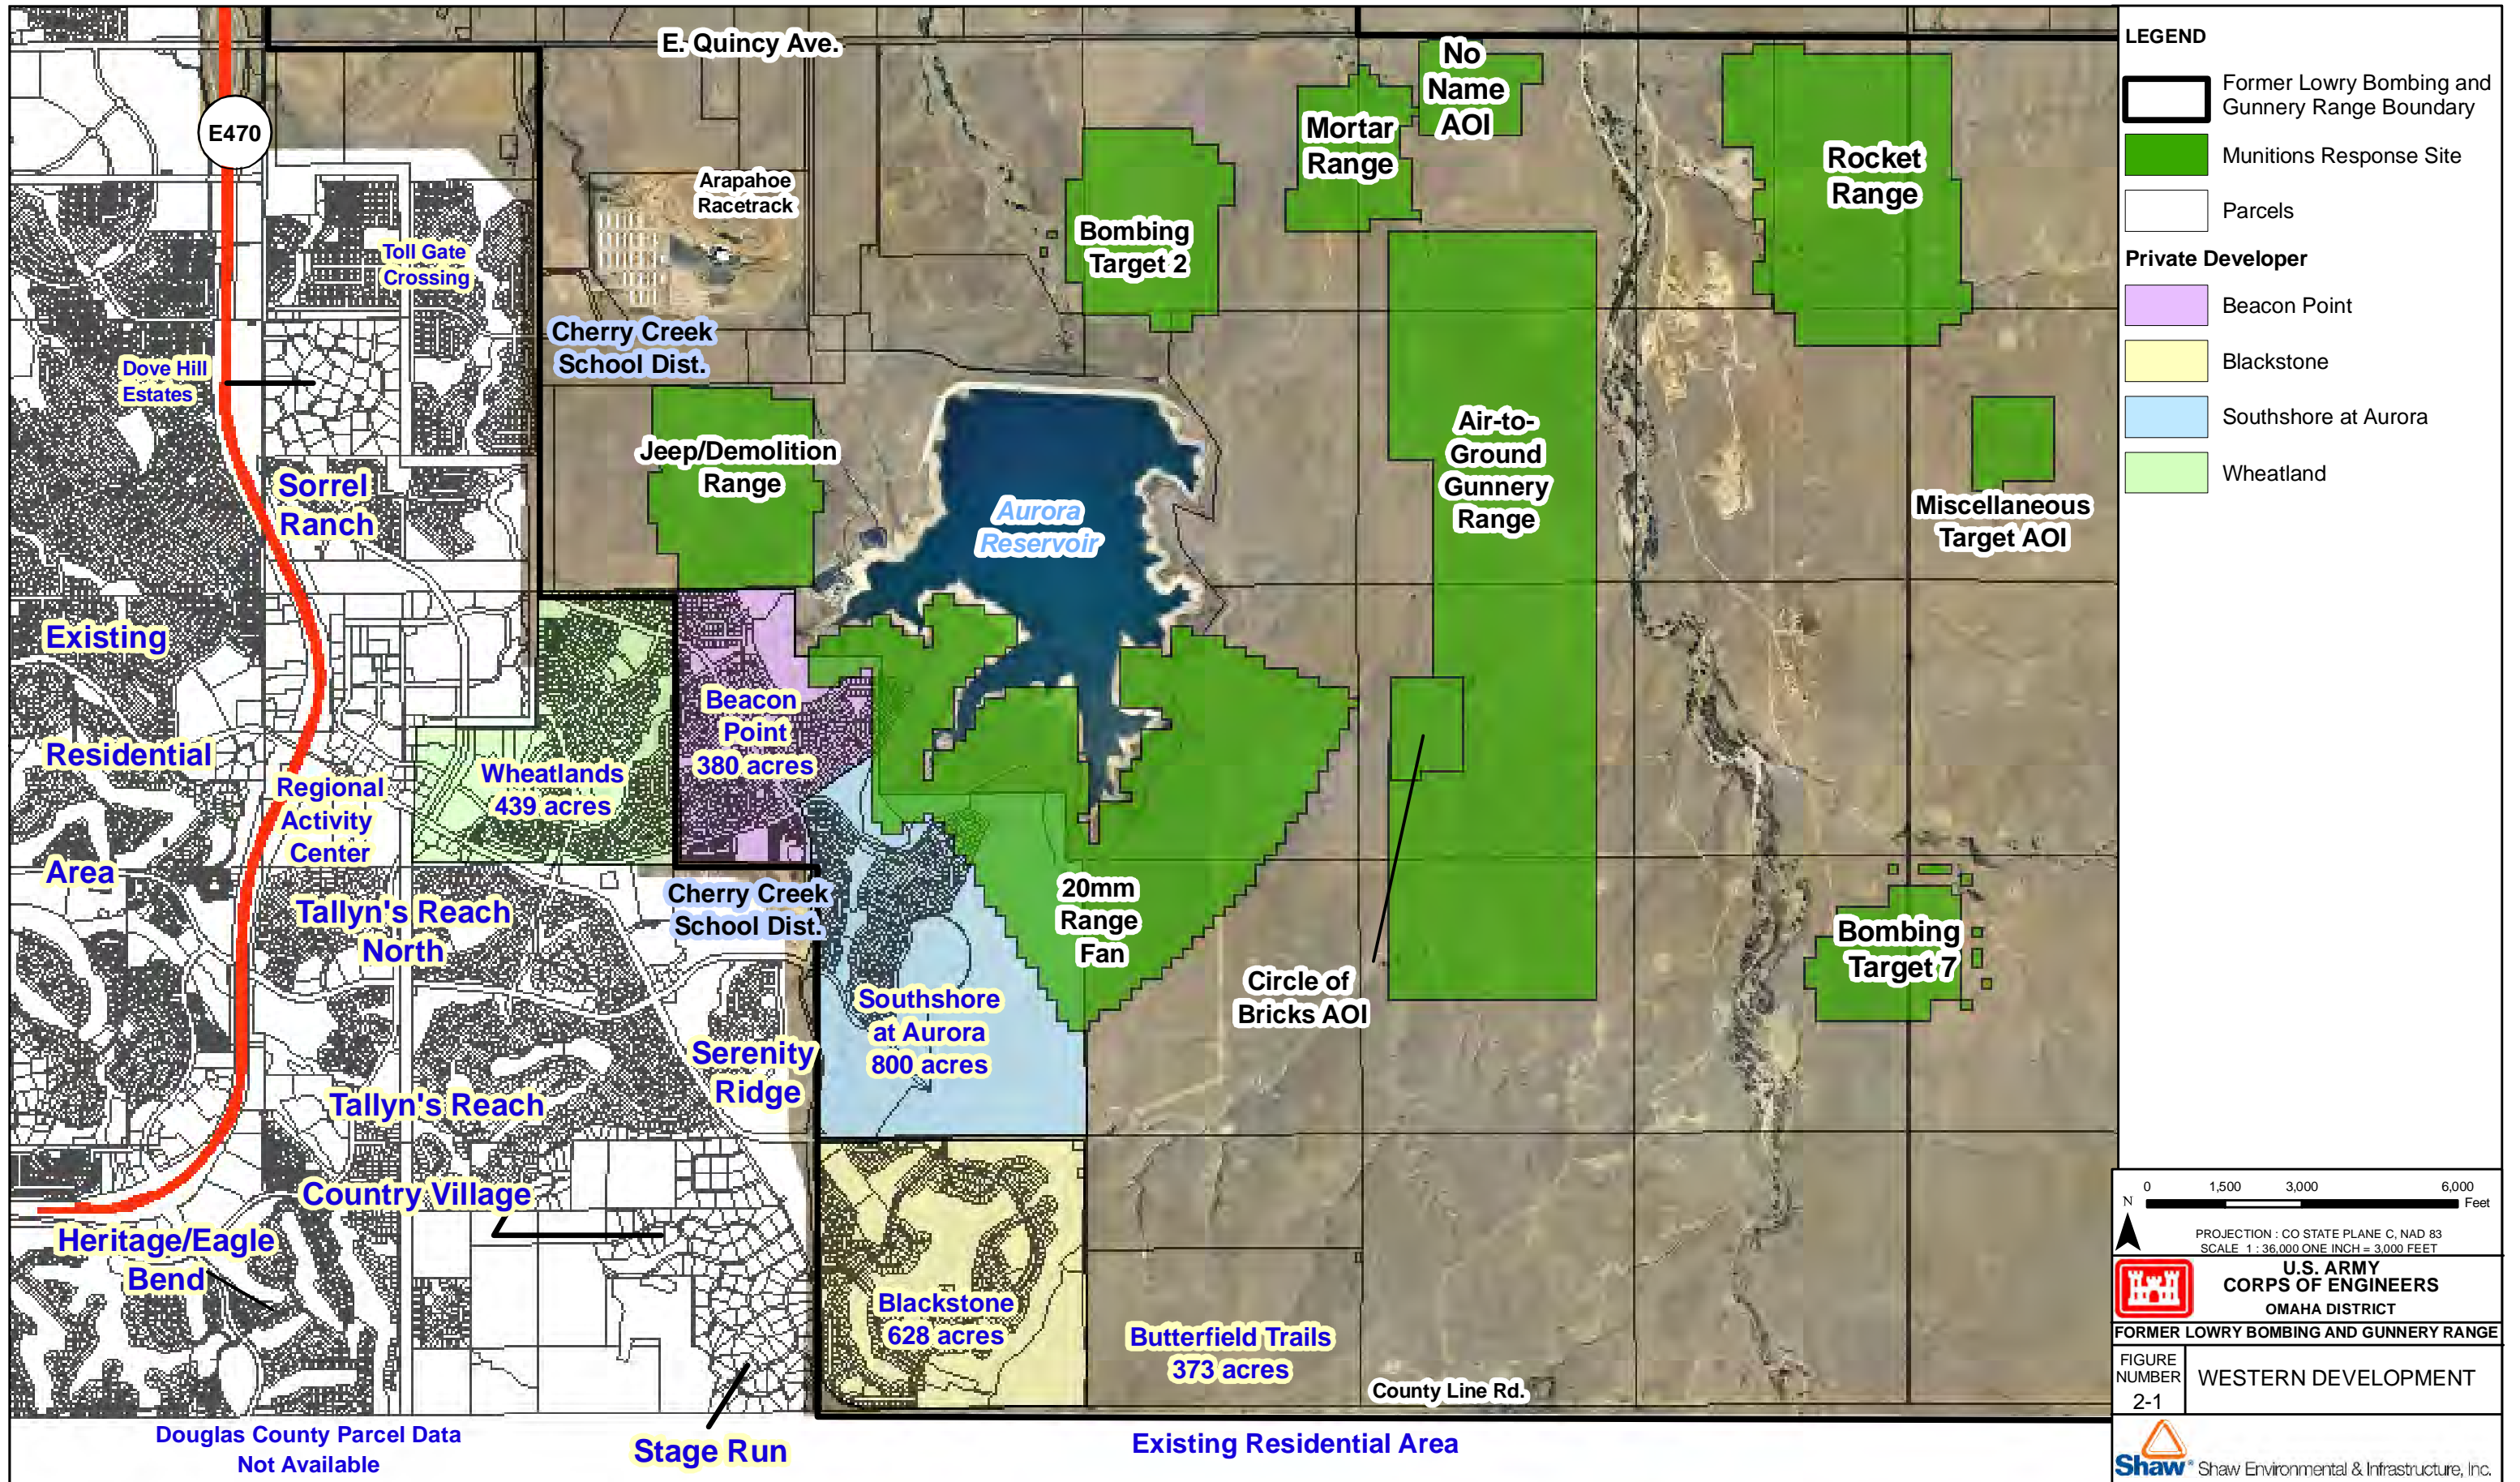 E. Quincy Ave.
E470
No
Name
AOI
Mortar
Range
Rocket
Range
Arapahoe
Racetrack
Toll Gate
Crossing
Bombing
Target 2
Cherry Creek
School Dist.
Dove Hill
Estates
Jeep/Demolition
Range
Air-to-
Ground
Gunnery
Range
Sorrel
Ranch
Aurora
Reservoir
Miscellaneous
Target AOI
Existing
Residential
Area
Beacon
Point
380 acres
Wheatlands
439 acres
Regional
Activity
Center
Cherry Creek
School Dist.
20mm
Range
Fan
Tallyn's Reach
North
Bombing
Target 7
Circle of
Bricks AOI
Southshore
at Aurora
800 acres
Serenity
Ridge
Tallyn's Reach
Country Village
Heritage/Eagle
Bend
Blackstone
628 acres
Butterfield Trails
373 acres
County Line Rd.
Douglas County Parcel Data
Not Available
Stage Run
Existing Residential Area
LEGEND
Former Lowry Bombing and
Gunnery Range Boundary
Munitions Response Site
Parcels
Private Developer
Beacon Point
Blackstone
Southshore at Aurora
Wheatland
0 1,500 3,000 6,000
Feet
N
PROJECTION : CO STATE PLANE C, NAD 83
SCALE 1 : 36,000 ONE INCH = 3,000 FEET
U.S. ARMY
CORPS OF ENGINEERS
OMAHA DISTRICT
FORMER LOWRY BOMBING AND GUNNERY RANGE
FIGURE
NUMBER
2-1
WESTERN DEVELOPMENT
Shaw® Shaw Environmental & Infrastructure, Inc.